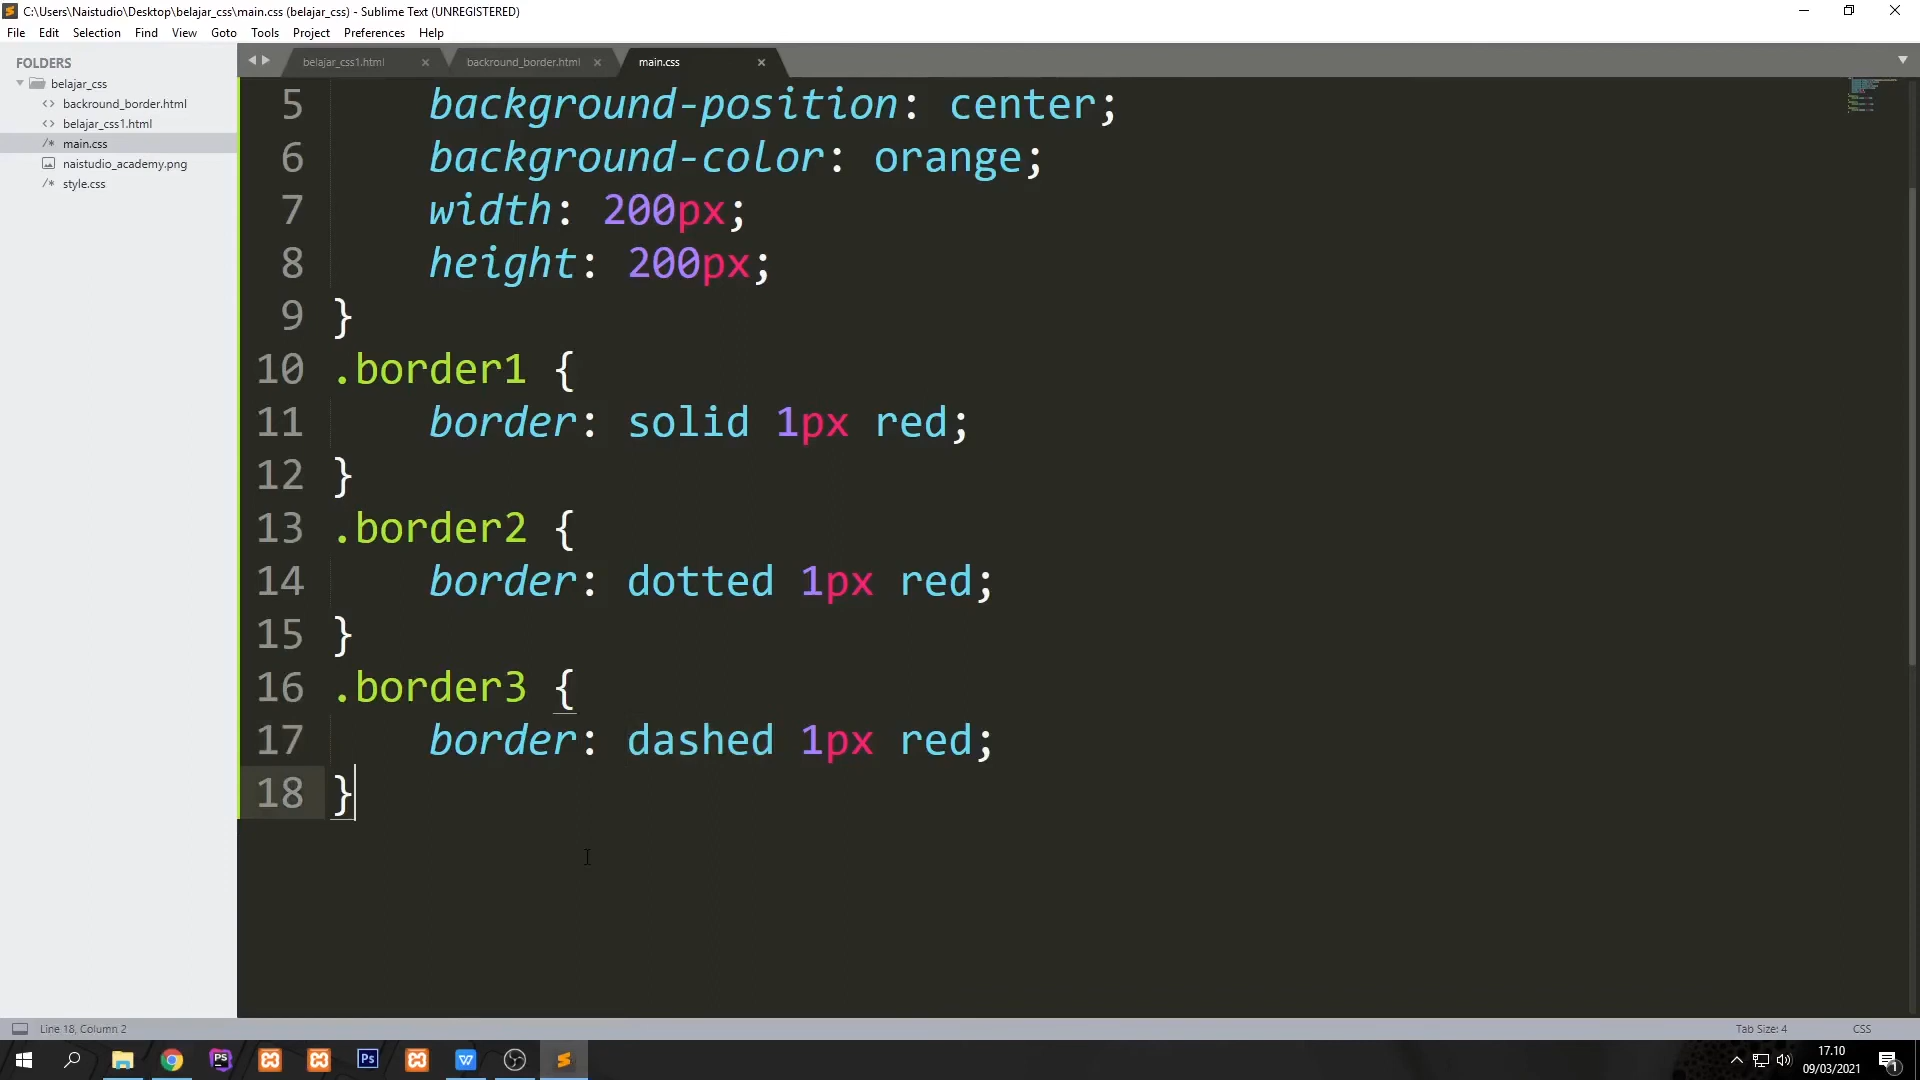 C:\Users\Naistudio\Desktop\belajar_css\main.css (belajar_css) - Sublime Text (UNREGISTERED)
File Edit Selection Find View Goto Tools Project Preferences Help
FOLDERS
belajar_css
backround_border.html
belajar_css1.html
main.css
naistudio_academy.png
style.css
belajar_css1.html
backround_border.html
main.css
5 background-position: center;
6 background-color: orange;
7 width: 200px;
8 height: 200px;
9 }
10 .border1 {
11 border: solid 1px red;
12 }
13 .border2 {
14 border: dotted 1px red;
15 }
16 .border3 {
17 border: dashed 1px red;
18 }
Line 18, Column 2
Tab Size: 4
CSS
PS
Ps
17.10
09/03/2021
1